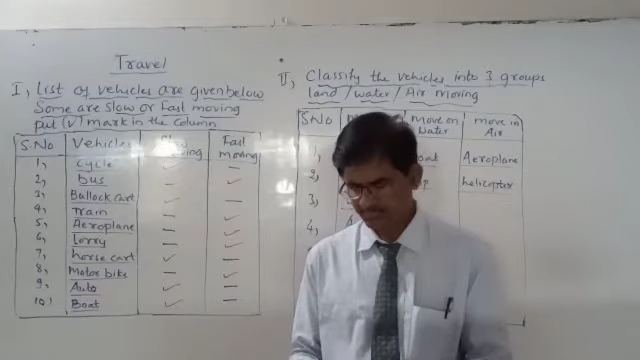 Travel
I, List of vehicles are given below
Some are slow or fast moving
put (✓) mark in the column
S.No Vehicles Slow moving Fast moving
1, cycle ✓ —
2, bus — ✓
3, Bullock cart ✓ —
4, Train — ✓
5, Aeroplane — ✓
6, lorry — ✓
7, horse cart ✓ —
8, Motor bike — ✓
9, Auto ✓ —
10, Boat ✓ —
II, Classify the vehicles into 3 groups
land / water / Air moving
S.No move on Water move in Air
1, Aeroplane
2, helicopter
3,
4,